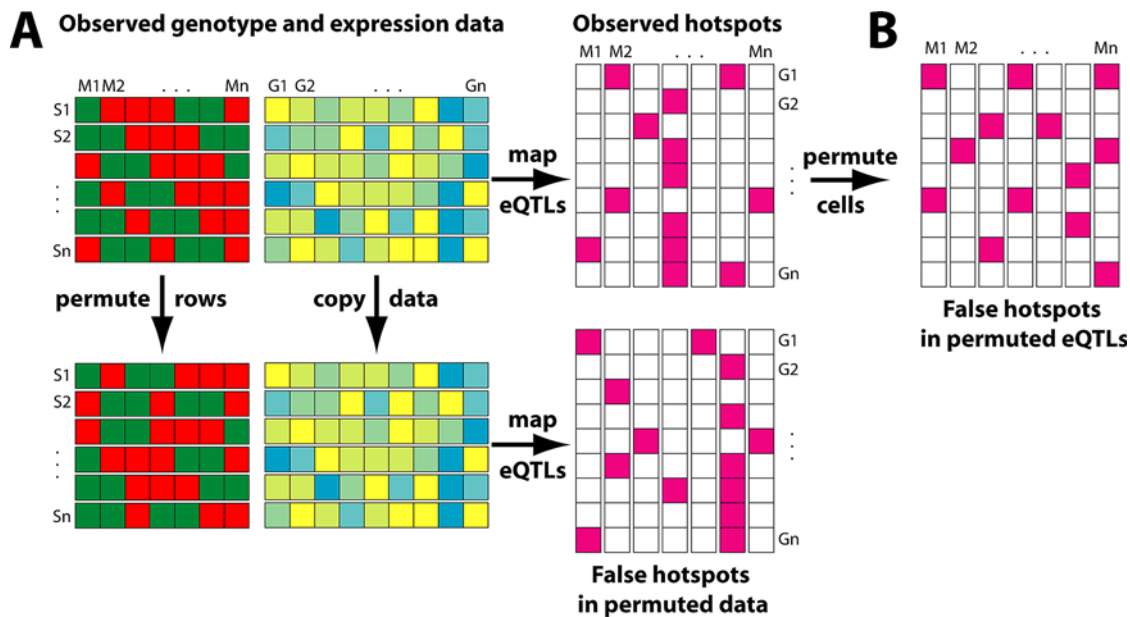 A
Observed genotype and expression data
Observed hotspots
B
M1 M2 . . . Mn
G1 G2 . . . Gn
M1 M2 . . . Mn
M1 M2 . . . Mn
S1
S2
. . .
Sn
map
eQTLs
G1
G2
. . .
Gn
permute
cells
False hotspots
in permuted eQTLs
permute rows
copy data
S1
S2
. . .
Sn
map
eQTLs
G1
G2
. . .
Gn
False hotspots
in permuted data